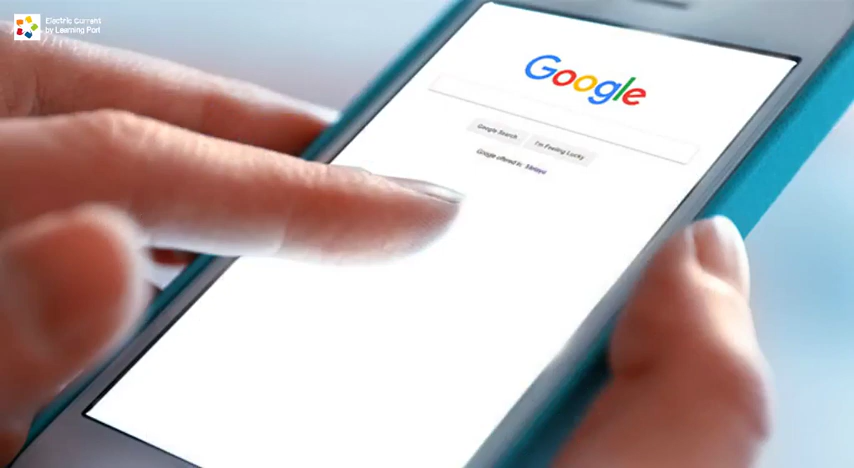 Electric Current
by Learning Port
Google
Google Search
I'm Feeling Lucky
Google offered in: